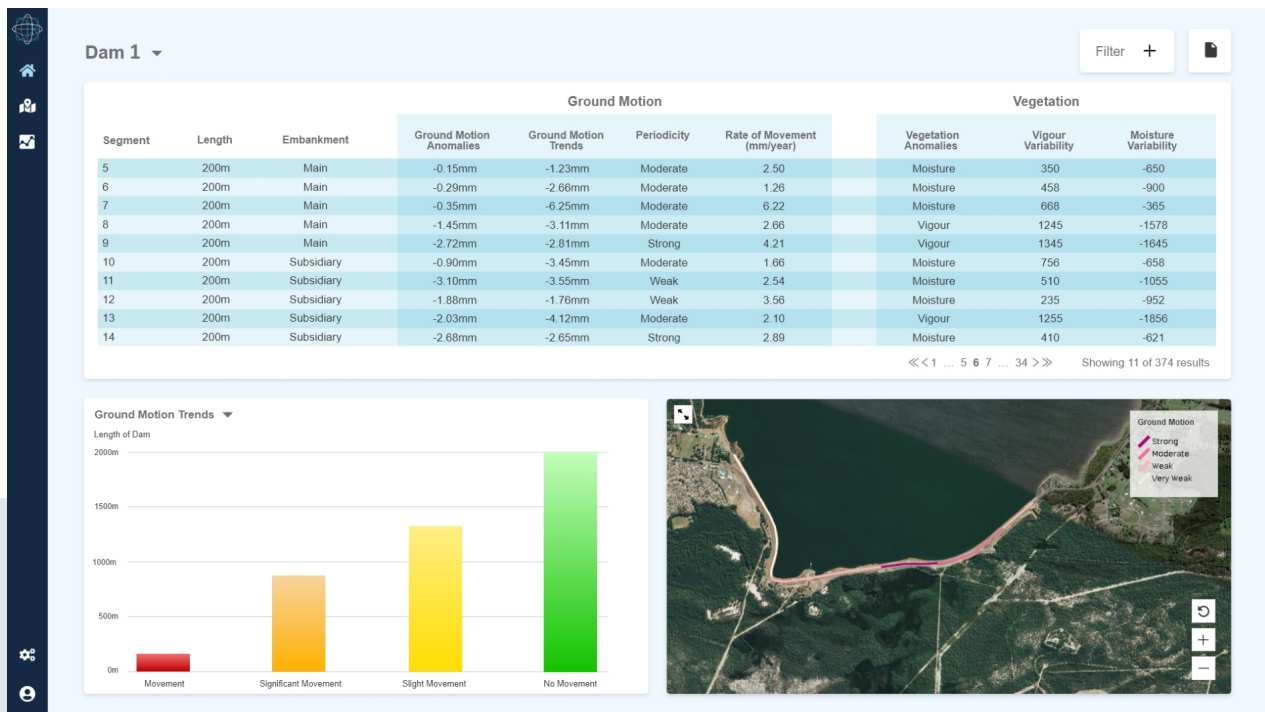 Dam 1
Filter +
Ground Motion Vegetation
Segment Length Embankment Ground Motion Anomalies Ground Motion Trends Periodicity Rate of Movement (mm/year) Vegetation Anomalies Vigour Variability Moisture Variability
5 200m Main -0.15mm -1.23mm Moderate 2.50 Moisture 350 -650
6 200m Main -0.29mm -2.66mm Moderate 1.26 Moisture 458 -900
7 200m Main -0.35mm -6.25mm Moderate 6.22 Moisture 668 -365
8 200m Main -1.45mm -3.11mm Moderate 2.66 Vigour 1245 -1578
9 200m Main -2.72mm -2.81mm Strong 4.21 Vigour 1345 -1645
10 200m Subsidiary -0.90mm -3.45mm Moderate 1.66 Moisture 756 -658
11 200m Subsidiary -3.10mm -3.55mm Weak 2.54 Moisture 510 -1055
12 200m Subsidiary -1.88mm -1.76mm Weak 3.56 Moisture 235 -952
13 200m Subsidiary -2.03mm -4.12mm Moderate 2.10 Vigour 1255 -1856
14 200m Subsidiary -2.68mm -2.65mm Strong 2.89 Moisture 410 -621
≪ < 1 ... 5 6 7 ... 34 > ≫ Showing 11 of 374 results
Ground Motion Trends
Length of Dam
2000m
1500m
1000m
500m
0m
Movement Significant Movement Slight Movement No Movement
Ground Motion
Strong
Moderate
Weak
Very Weak